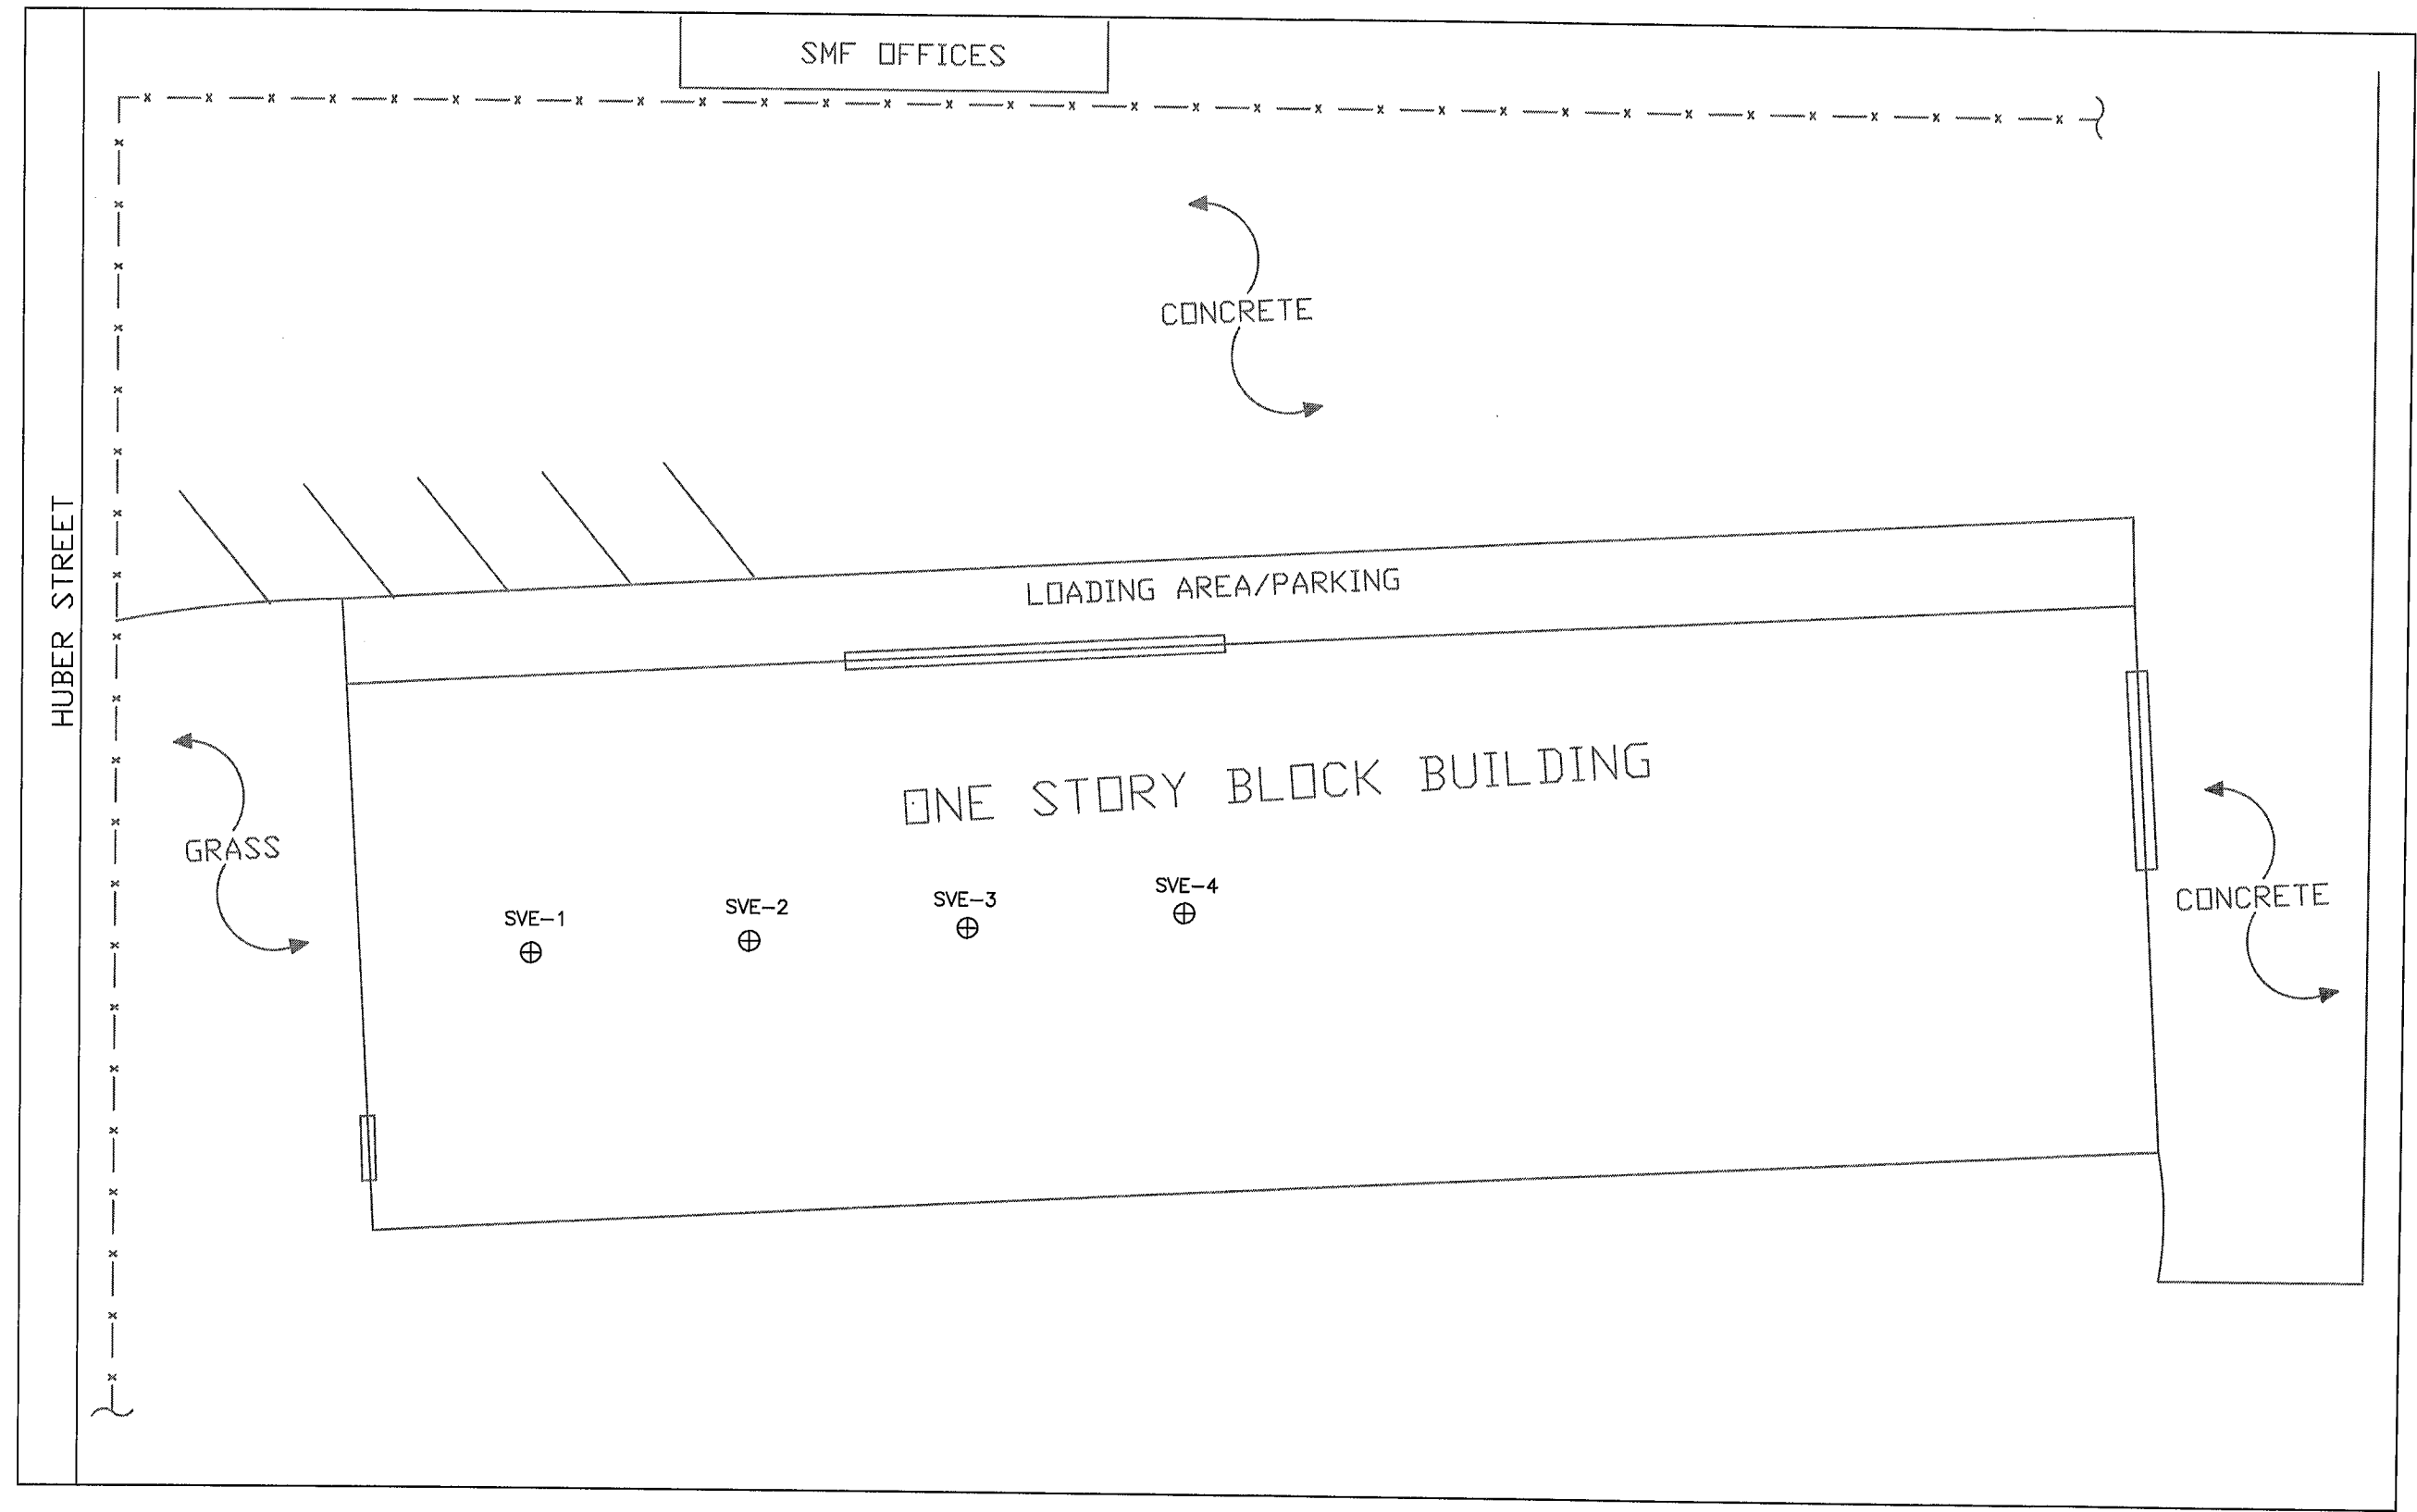 SMF OFFICES
CONCRETE
HUBER STREET
LOADING AREA/PARKING
ONE STORY BLOCK BUILDING
GRASS
SVE-1
SVE-2
SVE-3
SVE-4
CONCRETE